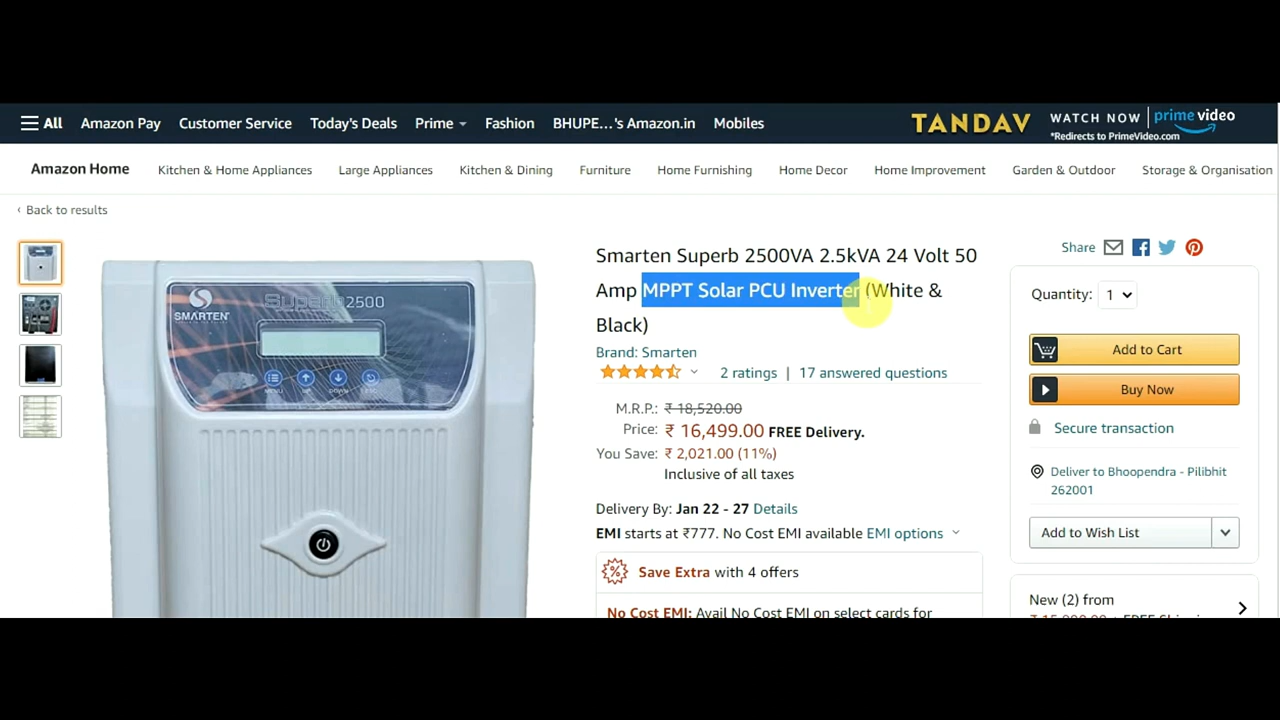 All Amazon Pay Customer Service Today's Deals Prime Fashion BHUPE...'s Amazon.in Mobiles TANDAV WATCH NOW prime video
*Redirects to PrimeVideo.com
Amazon Home Kitchen & Home Appliances Large Appliances Kitchen & Dining Furniture Home Furnishing Home Decor Home Improvement Garden & Outdoor Storage & Organisation
‹ Back to results
Smarten Superb 2500VA 2.5kVA 24 Volt 50
Amp MPPT Solar PCU Inverter (White &
Black)
Brand: Smarten
2 ratings | 17 answered questions
M.R.P.: ₹ 18,520.00
Price: ₹ 16,499.00 FREE Delivery.
You Save: ₹ 2,021.00 (11%)
Inclusive of all taxes
Delivery By: Jan 22 - 27 Details
EMI starts at ₹777. No Cost EMI available EMI options
Save Extra with 4 offers
No Cost EMI: Avail No Cost EMI on select cards for
Superb 2500
SMARTEN
MENU UP DOWN
Share
Quantity: 1
Add to Cart
Buy Now
Secure transaction
Deliver to Bhoopendra - Pilibhit
262001
Add to Wish List
New (2) from